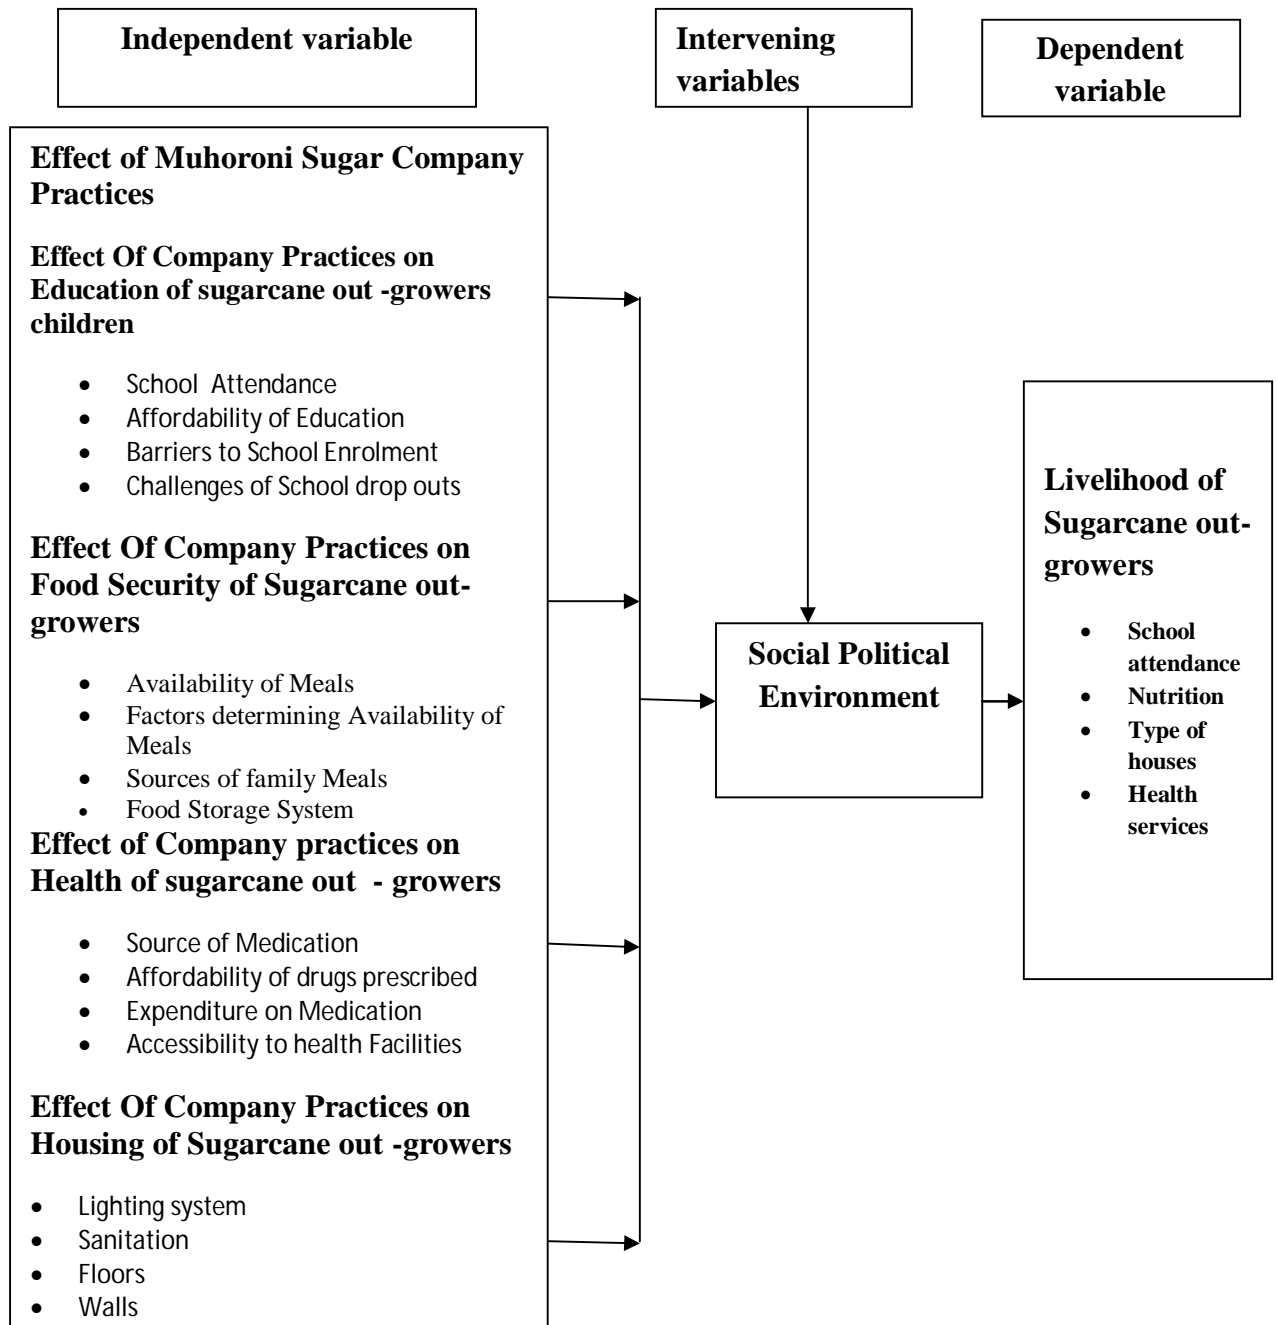 Independent variable
Intervening
variables
Dependent
variable
Effect of Muhoroni Sugar Company
Practices
Effect Of Company Practices on
Education of sugarcane out -growers
children
• School Attendance
• Affordability of Education
• Barriers to School Enrolment
• Challenges of School drop outs
Effect Of Company Practices on
Food Security of Sugarcane out-
growers
• Availability of Meals
• Factors determining Availability of
Meals
• Sources of family Meals
• Food Storage System
Effect of Company practices on
Health of sugarcane out - growers
• Source of Medication
• Affordability of drugs prescribed
• Expenditure on Medication
• Accessibility to health Facilities
Effect Of Company Practices on
Housing of Sugarcane out -growers
• Lighting system
• Sanitation
• Floors
• Walls
Social Political
Environment
Livelihood of
Sugarcane out-
growers
• School
attendance
• Nutrition
• Type of
houses
• Health
services